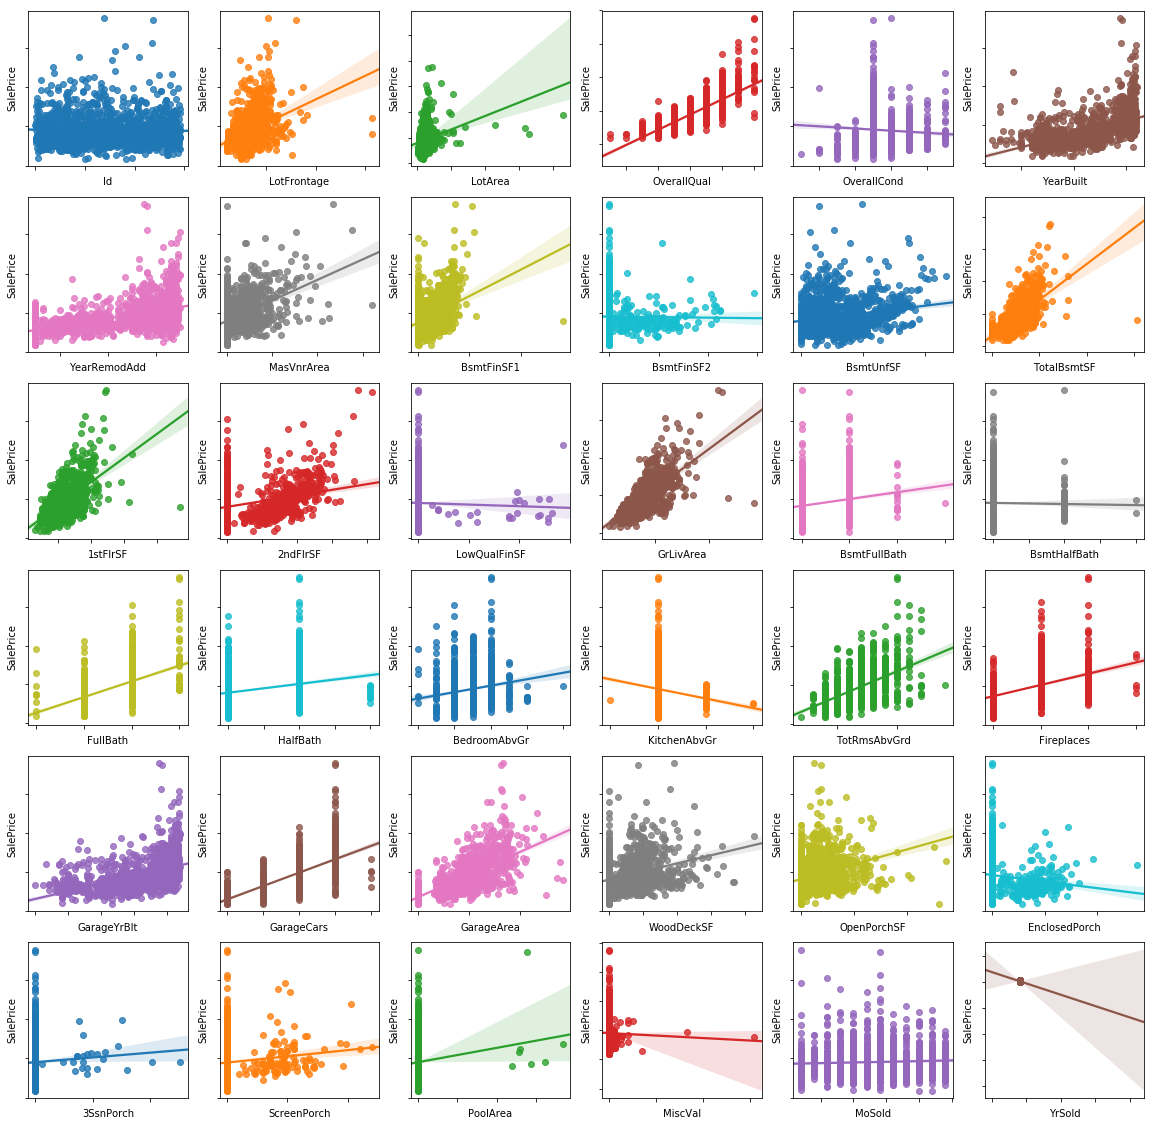 SalePrice SalePrice SalePrice SalePrice SalePrice SalePrice
Id LotFrontage LotArea OverallQual OverallCond YearBuilt
SalePrice SalePrice SalePrice SalePrice SalePrice SalePrice
YearRemodAdd MasVnrArea BsmtFinSF1 BsmtFinSF2 BsmtUnfSF TotalBsmtSF
SalePrice SalePrice SalePrice SalePrice SalePrice SalePrice
1stFlrSF 2ndFlrSF LowQualFinSF GrLivArea BsmtFullBath BsmtHalfBath
SalePrice SalePrice SalePrice SalePrice SalePrice SalePrice
FullBath HalfBath BedroomAbvGr KitchenAbvGr TotRmsAbvGrd Fireplaces
SalePrice SalePrice SalePrice SalePrice SalePrice SalePrice
GarageYrBlt GarageCars GarageArea WoodDeckSF OpenPorchSF EnclosedPorch
SalePrice SalePrice SalePrice SalePrice SalePrice SalePrice
3SsnPorch ScreenPorch PoolArea MiscVal MoSold YrSold